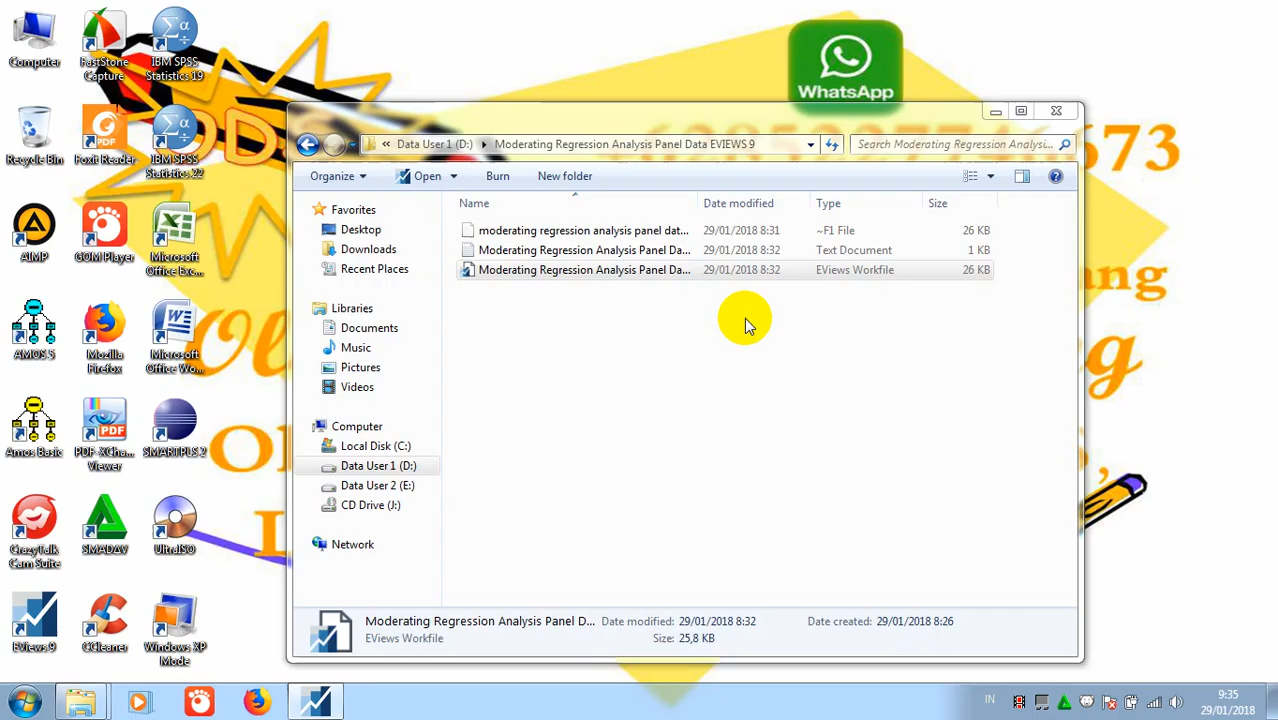 Computer
FastStone
Capture
IBM SPSS
Statistics 19
Recycle Bin
Foxit Reader
PDF
IBM SPSS
Statistics 22
AIMP
GOM Player
Microsoft
Office Exc...
AMOS 5
Mozilla
Firefox
Microsoft
Office Wo...
Amos Basic
PDF-XCha...
Viewer
SMARTPLS 2
CrazyTalk
Cam Suite
SMADAV
UltraISO
EViews 9
CCleaner
Windows XP
Mode
WhatsApp
673
ang
« Data User 1 (D:) ▸ Moderating Regression Analysis Panel Data EVIEWS 9
Search Moderating Regression Analysi...
Organize
Open
Burn
New folder
Name
Date modified
Type
Size
moderating regression analysis panel dat...
29/01/2018 8:31
~F1 File
26 KB
Moderating Regression Analysis Panel Da...
29/01/2018 8:32
Text Document
1 KB
Moderating Regression Analysis Panel Da...
29/01/2018 8:32
EViews Workfile
26 KB
Favorites
Desktop
Downloads
Recent Places
Libraries
Documents
Music
Pictures
Videos
Computer
Local Disk (C:)
Data User 1 (D:)
Data User 2 (E:)
CD Drive (J:)
Network
Moderating Regression Analysis Panel D...
Date modified: 29/01/2018 8:32
Date created: 29/01/2018 8:26
EViews Workfile
Size: 25,8 KB
IN
9:35
29/01/2018